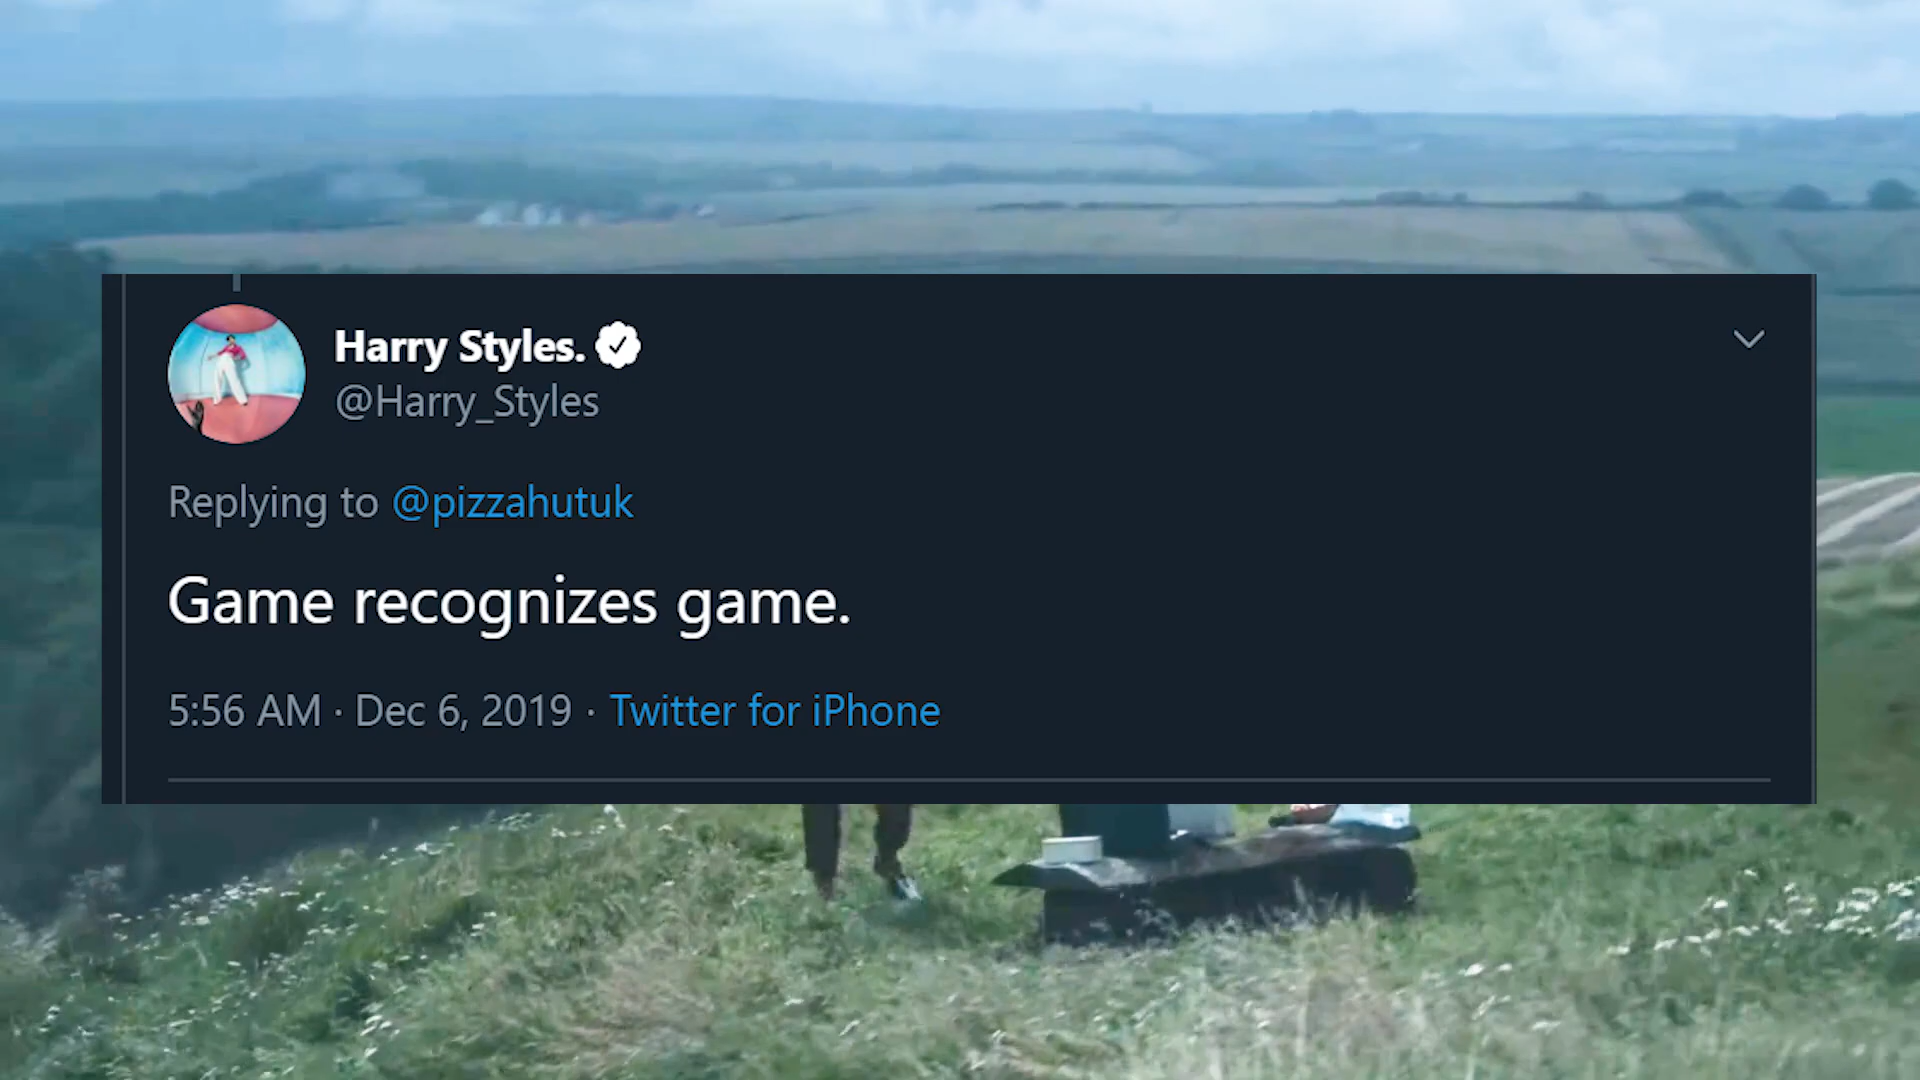 Harry Styles.
@Harry_Styles
Replying to @pizzahutuk
Game recognizes game.
5:56 AM · Dec 6, 2019 · Twitter for iPhone